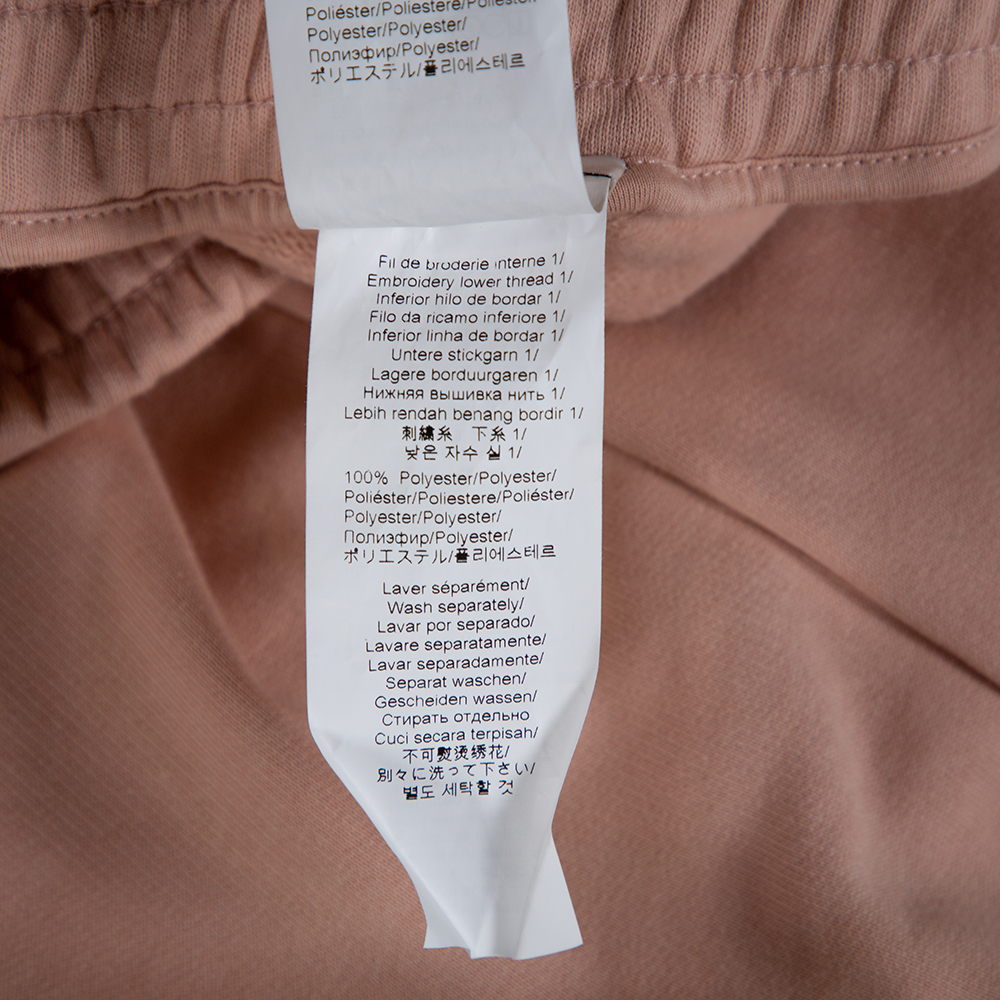 Poliéster/Poliestere/Poliéster/
Polyester/Polyester/
Полиэфир/Polyester/
ポリエステル/폴리에스테르
Fil de broderie interne 1/
Embroidery lower thread 1/
Inferior hilo de bordar 1/
Filo da ricamo inferiore 1/
Inferior linha de bordar 1/
Untere stickgarn 1/
Lagere borduurgaren 1/
Нижняя вышивка нить 1/
Lebih rendah benang bordir 1/
刺繍糸 下糸 1/
낮은 자수 실 1/
100% Polyester/Polyester/
Poliéster/Poliestere/Poliéster/
Polyester/Polyester/
Полиэфир/Polyester/
ポリエステル/폴리에스테르
Laver séparément/
Wash separately/
Lavar por separado/
Lavare separatamente/
Lavar separadamente/
Separat waschen/
Gescheiden wassen/
Стирать отдельно
Cuci secara terpisah/
不可熨烫绣花/
別々に洗って下さい/
별도 세탁할 것